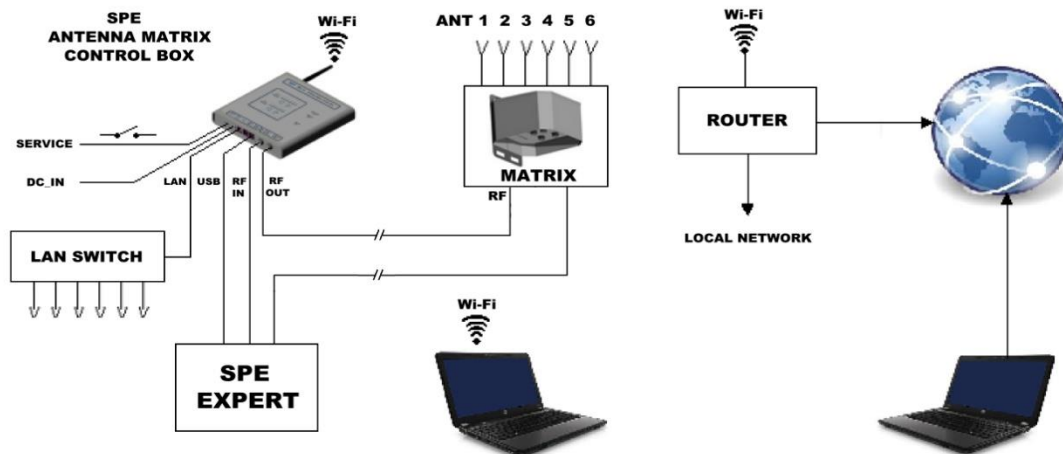 SPE
ANTENNA MATRIX
CONTROL BOX
Wi-Fi
ANT 1 2 3 4 5 6
Wi-Fi
SERVICE
DC_IN
LAN
USB
RF
IN
RF
OUT
MATRIX
RF
ROUTER
LOCAL NETWORK
LAN SWITCH
Wi-Fi
SPE
EXPERT